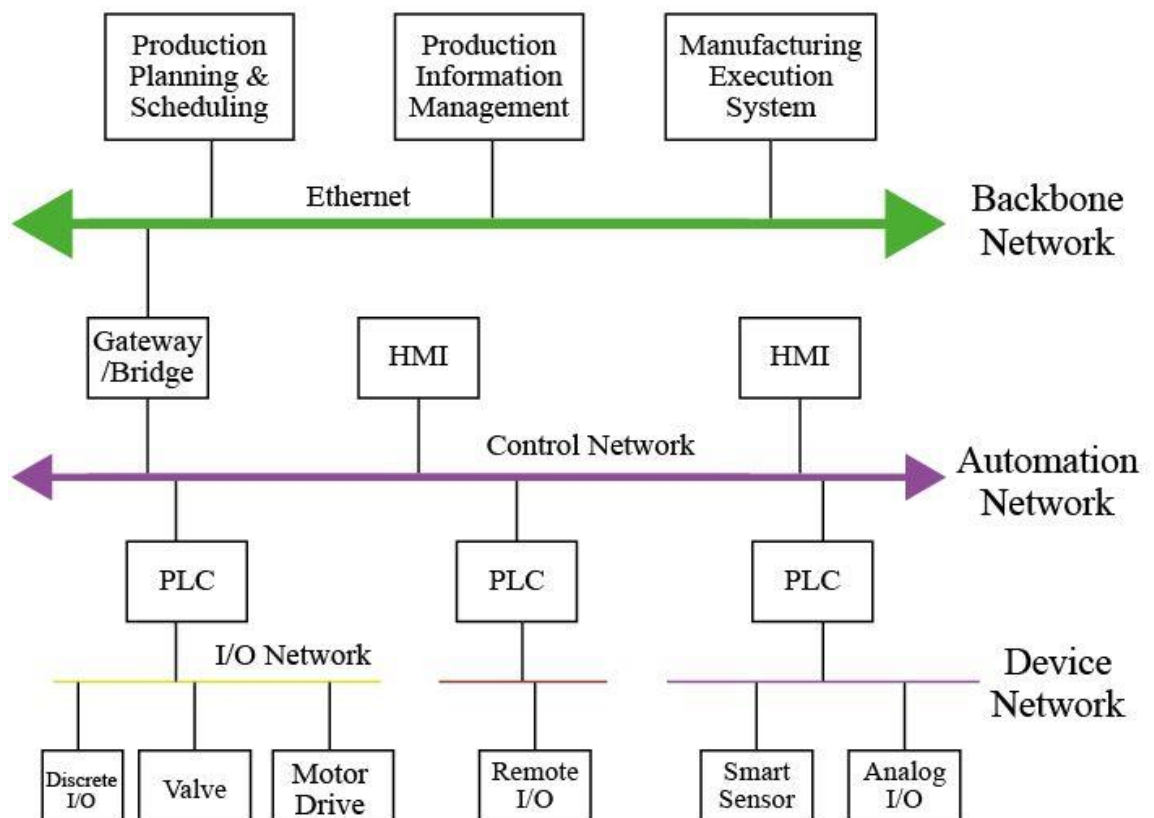 Production
Planning &
Scheduling
Production
Information
Management
Manufacturing
Execution
System
Ethernet
Backbone
Network
Gateway
/Bridge
HMI
HMI
Control Network
Automation
Network
PLC
PLC
PLC
I/O Network
Device
Network
Discrete
I/O
Valve
Motor
Drive
Remote
I/O
Smart
Sensor
Analog
I/O